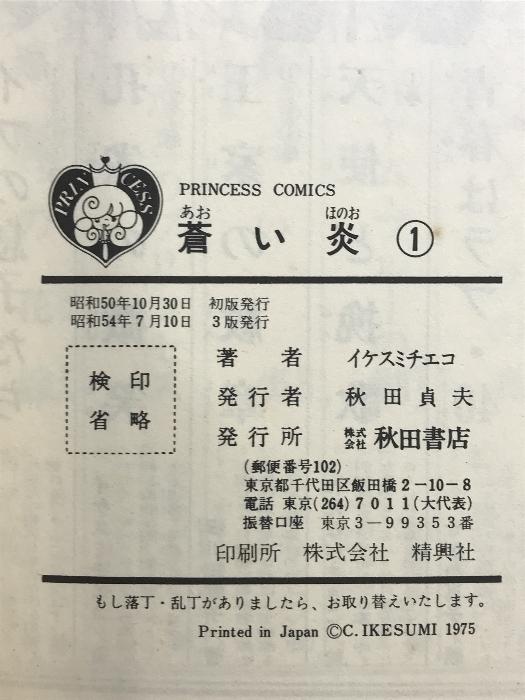 PRINCESS
PRINCESS COMICS
あお ほのお
蒼い炎 ①
昭和50年10月30日 初版発行
昭和54年7月10日 3版発行
検印
省略
著者 イケスミチエコ
発行者 秋田貞夫
発行所 株式会社 秋田書店
(郵便番号102)
東京都千代田区飯田橋2-10-8
電話 東京(264)7011(大代表)
振替口座 東京3-99353番
印刷所 株式会社 精興社
もし落丁・乱丁がありましたら、お取り替えいたします。
Printed in Japan ©C. IKESUMI 1975